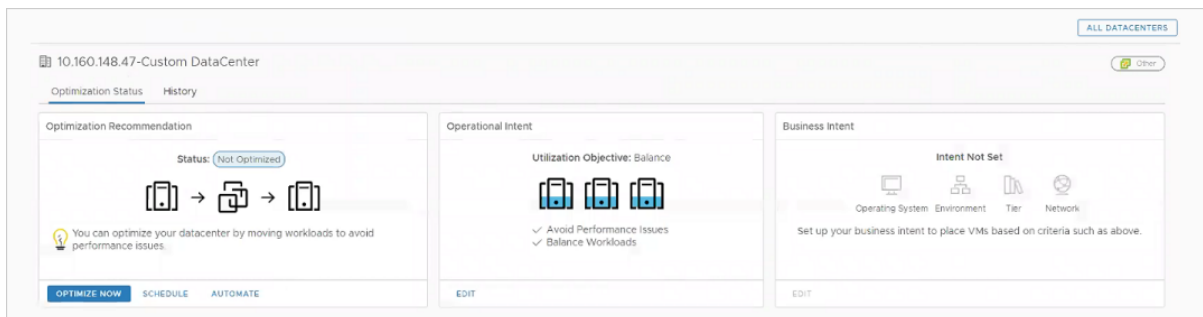 ALL DATACENTERS
10.160.148.47-Custom DataCenter
Other
Optimization Status History
Optimization Recommendation
Status: Not Optimized
You can optimize your datacenter by moving workloads to avoid
performance issues.
OPTIMIZE NOW SCHEDULE AUTOMATE
Operational Intent
Utilization Objective: Balance
Avoid Performance Issues
Balance Workloads
EDIT
Business Intent
Intent Not Set
Operating System Environment Tier Network
Set up your business intent to place VMs based on criteria such as above.
EDIT